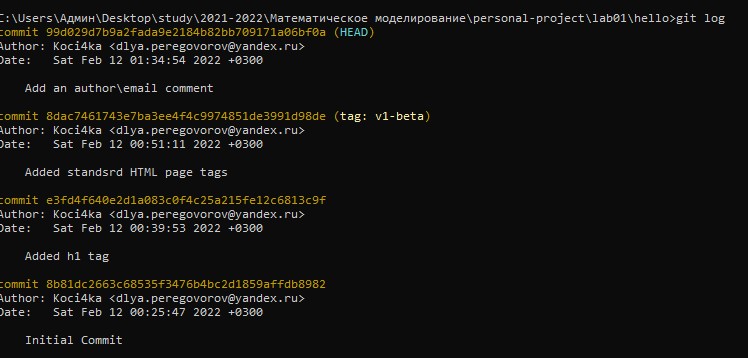 C:\Users\Админ\Desktop\study\2021-2022\Математическое моделирование\personal-project\lab01\hello>git log
commit 99d029d7b9a2fada9e2184b82bb709171a06bf0a (HEAD)
Author: Koci4ka <dlya.peregovorov@yandex.ru>
Date:   Sat Feb 12 01:34:54 2022 +0300
    Add an author\email comment
commit 8dac7461743e7ba3ee4f4c9974851de3991d98de (tag: v1-beta)
Author: Koci4ka <dlya.peregovorov@yandex.ru>
Date:   Sat Feb 12 00:51:11 2022 +0300
    Added standsrd HTML page tags
commit e3fd4f640e2d1a083c0f4c25a215fe12c6813c9f
Author: Koci4ka <dlya.peregovorov@yandex.ru>
Date:   Sat Feb 12 00:39:53 2022 +0300
    Added h1 tag
commit 8b81dc2663c68535f3476b4bc2d1859affdb8982
Author: Koci4ka <dlya.peregovorov@yandex.ru>
Date:   Sat Feb 12 00:25:47 2022 +0300
    Initial Commit